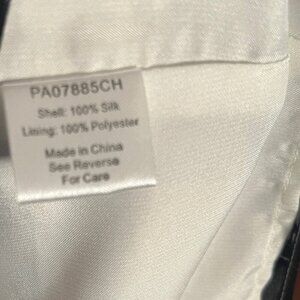 PA07885CH
Shell: 100% Silk
Lining: 100% Polyester
Made in China
See Reverse
For Care